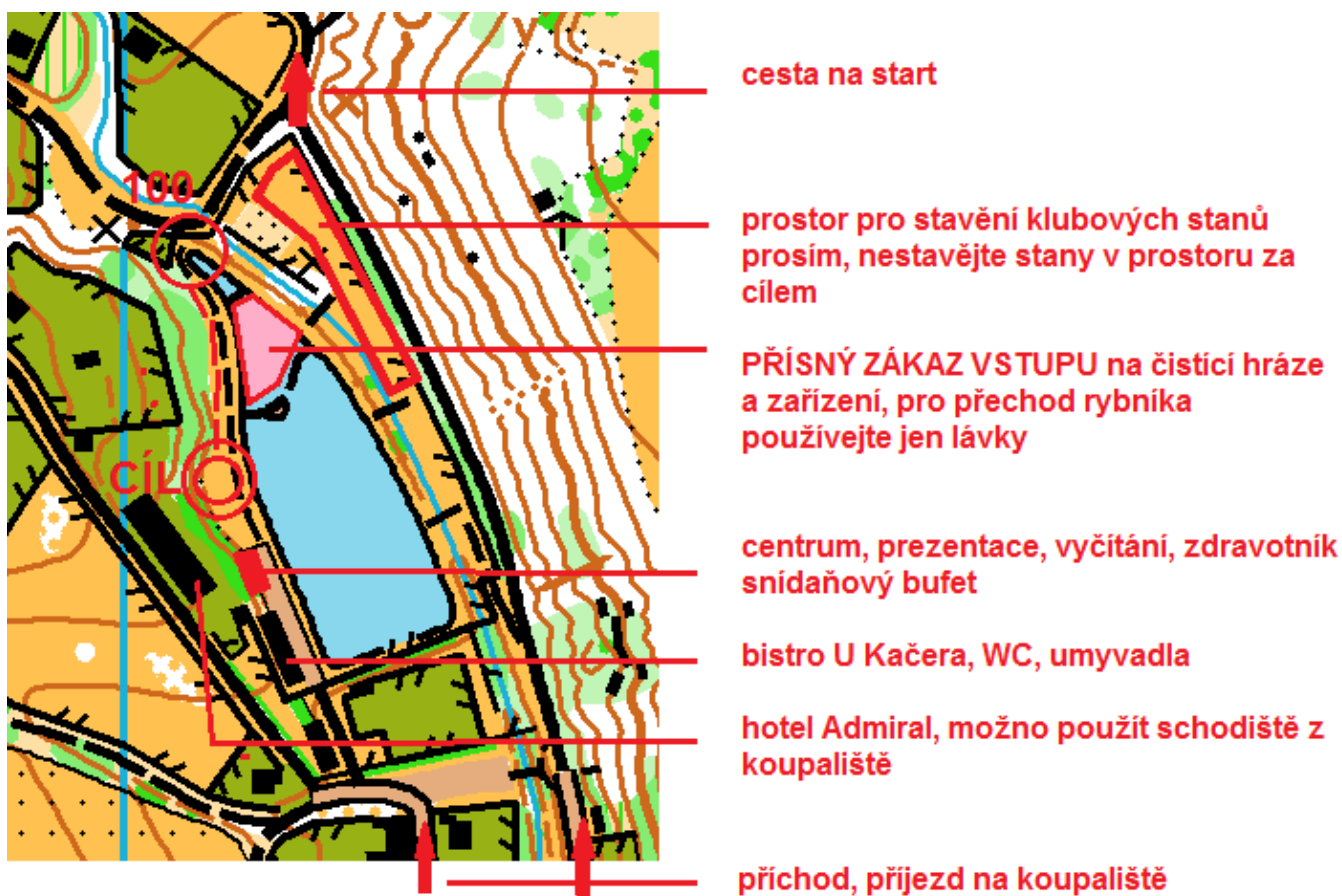 cesta na start
100
prostor pro stavění klubových stanů
prosím, nestavějte stany v prostoru za
cílem
PŘÍSNÝ ZÁKAZ VSTUPU na čistící hráze
a zařízení, pro přechod rybníka
používejte jen lávky
CÍL
centrum, prezentace, vyčítání, zdravotník
snídaňový bufet
bistro U Kačera, WC, umyvadla
hotel Admiral, možno použít schodiště z
koupaliště
příchod, příjezd na koupaliště